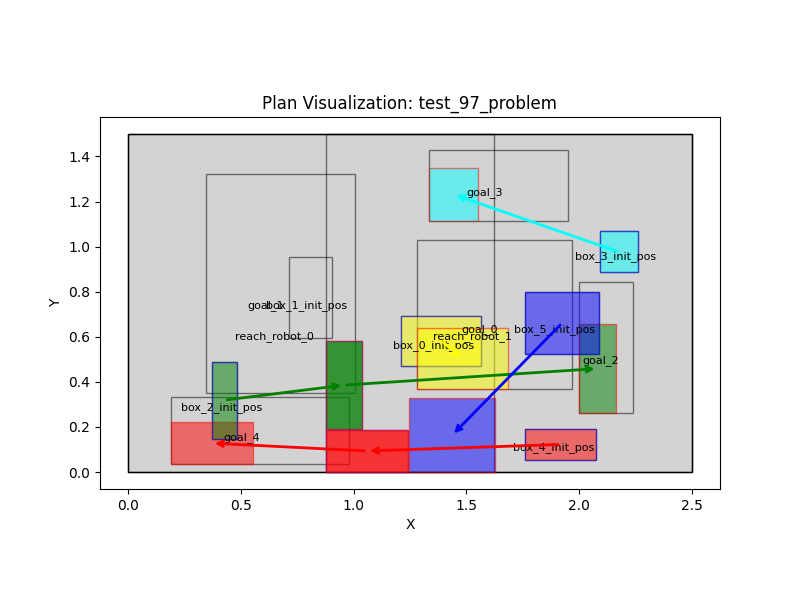 Plan Visualization: test_97_problem
Y
1.4
1.2
1.0
0.8
0.6
0.4
0.2
0.0
goal_3
box_3_init_pos
goal_1
box_1_init_pos
reach_robot_0
goal_0
box_5_init_pos
reach_robot_1
box_0_init_pos
goal_2
box_2_init_pos
goal_4
box_4_init_pos
0.0
0.5
1.0
1.5
2.0
2.5
X